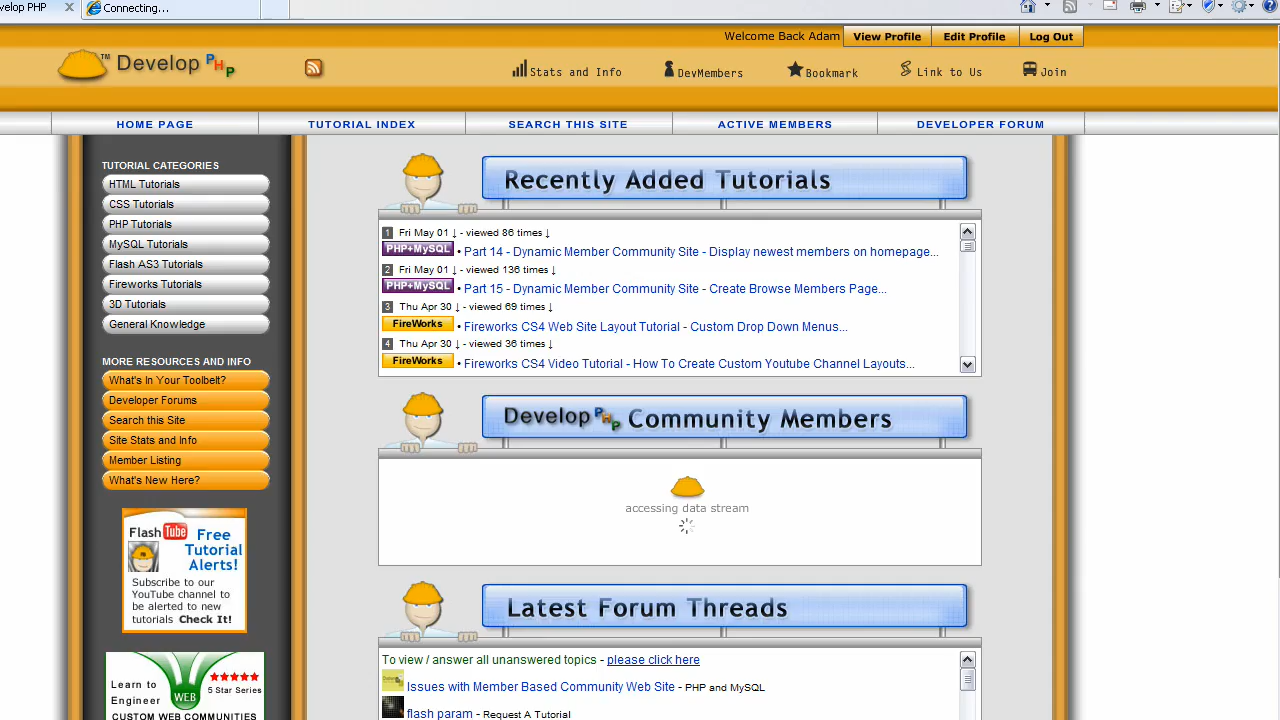 velop PHP
Connecting...
Welcome Back Adam View Profile Edit Profile Log Out
Develop PHP ™
Stats and Info DevMembers Bookmark Link to Us Join
HOME PAGE TUTORIAL INDEX SEARCH THIS SITE ACTIVE MEMBERS DEVELOPER FORUM
TUTORIAL CATEGORIES
HTML Tutorials
CSS Tutorials
PHP Tutorials
MySQL Tutorials
Flash AS3 Tutorials
Fireworks Tutorials
3D Tutorials
General Knowledge
MORE RESOURCES AND INFO
What's In Your Toolbelt?
Developer Forums
Search this Site
Site Stats and Info
Member Listing
What's New Here?
Flash YouTube Free
Tutorial
Alerts!
Subscribe to our
YouTube channel to
be alerted to new
tutorials Check It!
Learn to
Engineer
WEB
5 Star Series
CUSTOM WEB COMMUNITIES
Recently Added Tutorials
1 Fri May 01 ↓ - viewed 86 times ↓
PHP+MySQL • Part 14 - Dynamic Member Community Site - Display newest members on homepage...
2 Fri May 01 ↓ - viewed 136 times ↓
PHP+MySQL • Part 15 - Dynamic Member Community Site - Create Browse Members Page...
3 Thu Apr 30 ↓ - viewed 69 times ↓
FireWorks • Fireworks CS4 Web Site Layout Tutorial - Custom Drop Down Menus...
4 Thu Apr 30 ↓ - viewed 36 times ↓
FireWorks • Fireworks CS4 Video Tutorial - How To Create Custom Youtube Channel Layouts...
Develop PHP Community Members
accessing data stream
Latest Forum Threads
To view / answer all unanswered topics - please click here
Issues with Member Based Community Web Site - PHP and MySQL
flash param - Request A Tutorial